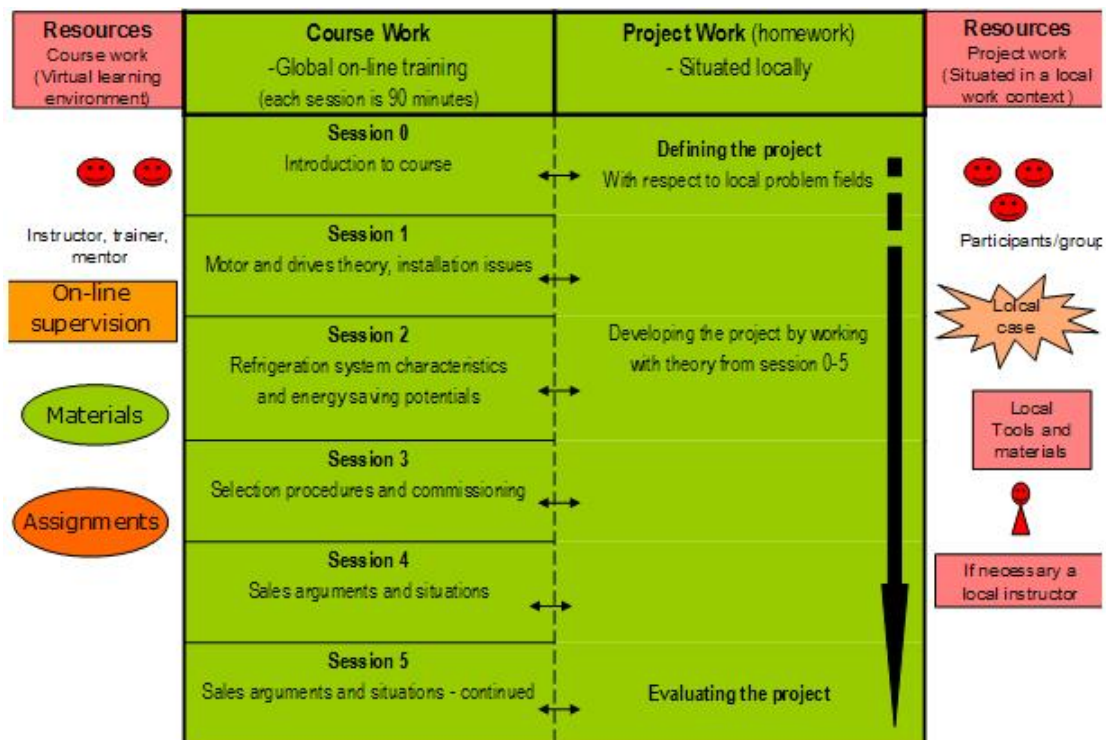 Resources
Course work
(Virtual learning
environment)
Instructor, trainer,
mentor
On-line
supervision
Materials
Assignments
Course Work
-Global on-line training
(each session is 90 minutes)
Session 0
Introduction to course
Session 1
Motor and drives theory, installation issues
Session 2
Refrigeration system characteristics
and energy saving potentials
Session 3
Selection procedures and commissioning
Session 4
Sales arguments and situations
Session 5
Sales arguments and situations - continued
Project Work (homework)
- Situated locally
Defining the project
With respect to local problem fields
Developing the project by working
with theory from session 0-5
Evaluating the project
Resources
Project work
(Situated in a local
work context)
Participants/group
Lolcal
case
Local
Tools and
materials
If necessary a
local instructor